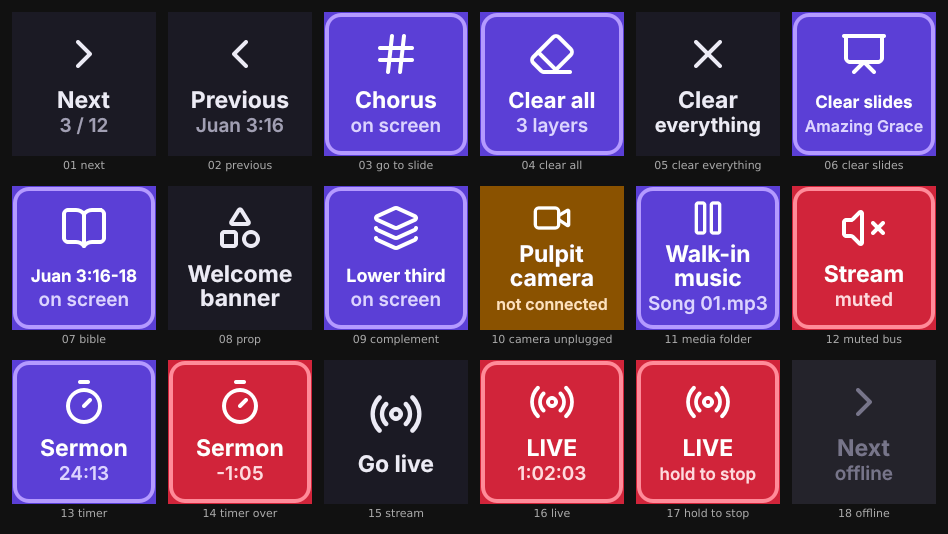 Next
3 / 12
01 next
Previous
Juan 3:16
02 previous
Chorus
on screen
03 go to slide
Clear all
3 layers
04 clear all
Clear
everything
05 clear everything
Clear slides
Amazing Grace
06 clear slides
Juan 3:16-18
on screen
07 bible
Welcome
banner
08 prop
Lower third
on screen
09 complement
Pulpit
camera
not connected
10 camera unplugged
Walk-in
music
Song 01.mp3
11 media folder
Stream
muted
12 muted bus
Sermon
24:13
13 timer
Sermon
-1:05
14 timer over
Go live
15 stream
LIVE
1:02:03
16 live
LIVE
hold to stop
17 hold to stop
Next
offline
18 offline